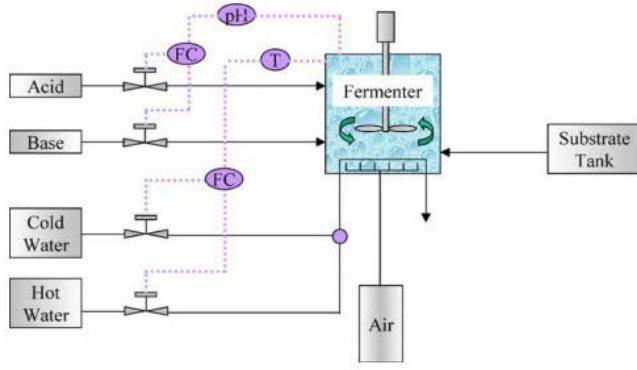 pH
FC
T
Acid
Fermenter
Base
Substrate
Tank
FC
Cold
Water
Hot
Water
Air